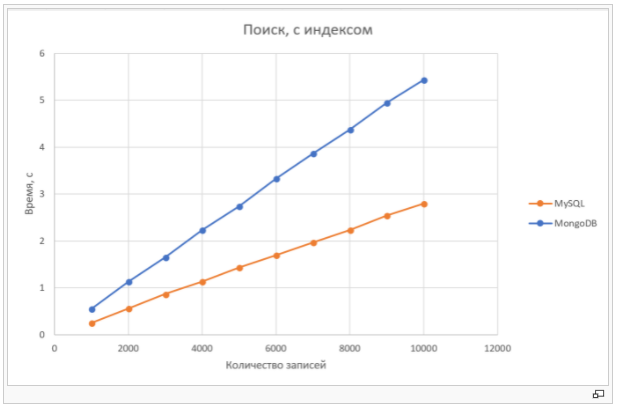 Поиск, с индексом
6
5
4
3
2
1
0
Время, с
0 2000 4000 6000 8000 10000 12000
Количество записей
MySQL
MongoDB